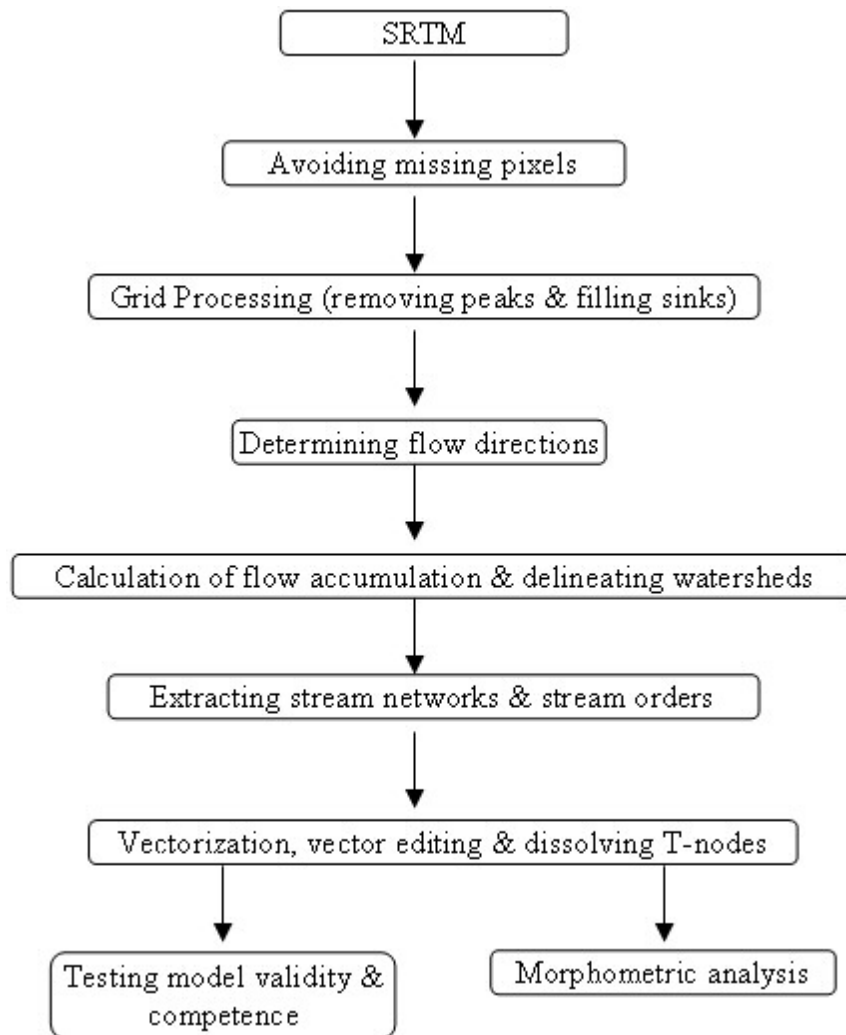 SRTM
Avoiding missing pixels
Grid Processing (removing peaks & filling sinks)
Determining flow directions
Calculation of flow accumulation & delineating watersheds
Extracting stream networks & stream orders
Vectorization, vector editing & dissolving T-nodes
Testing model validity &
competence
Morphometric analysis